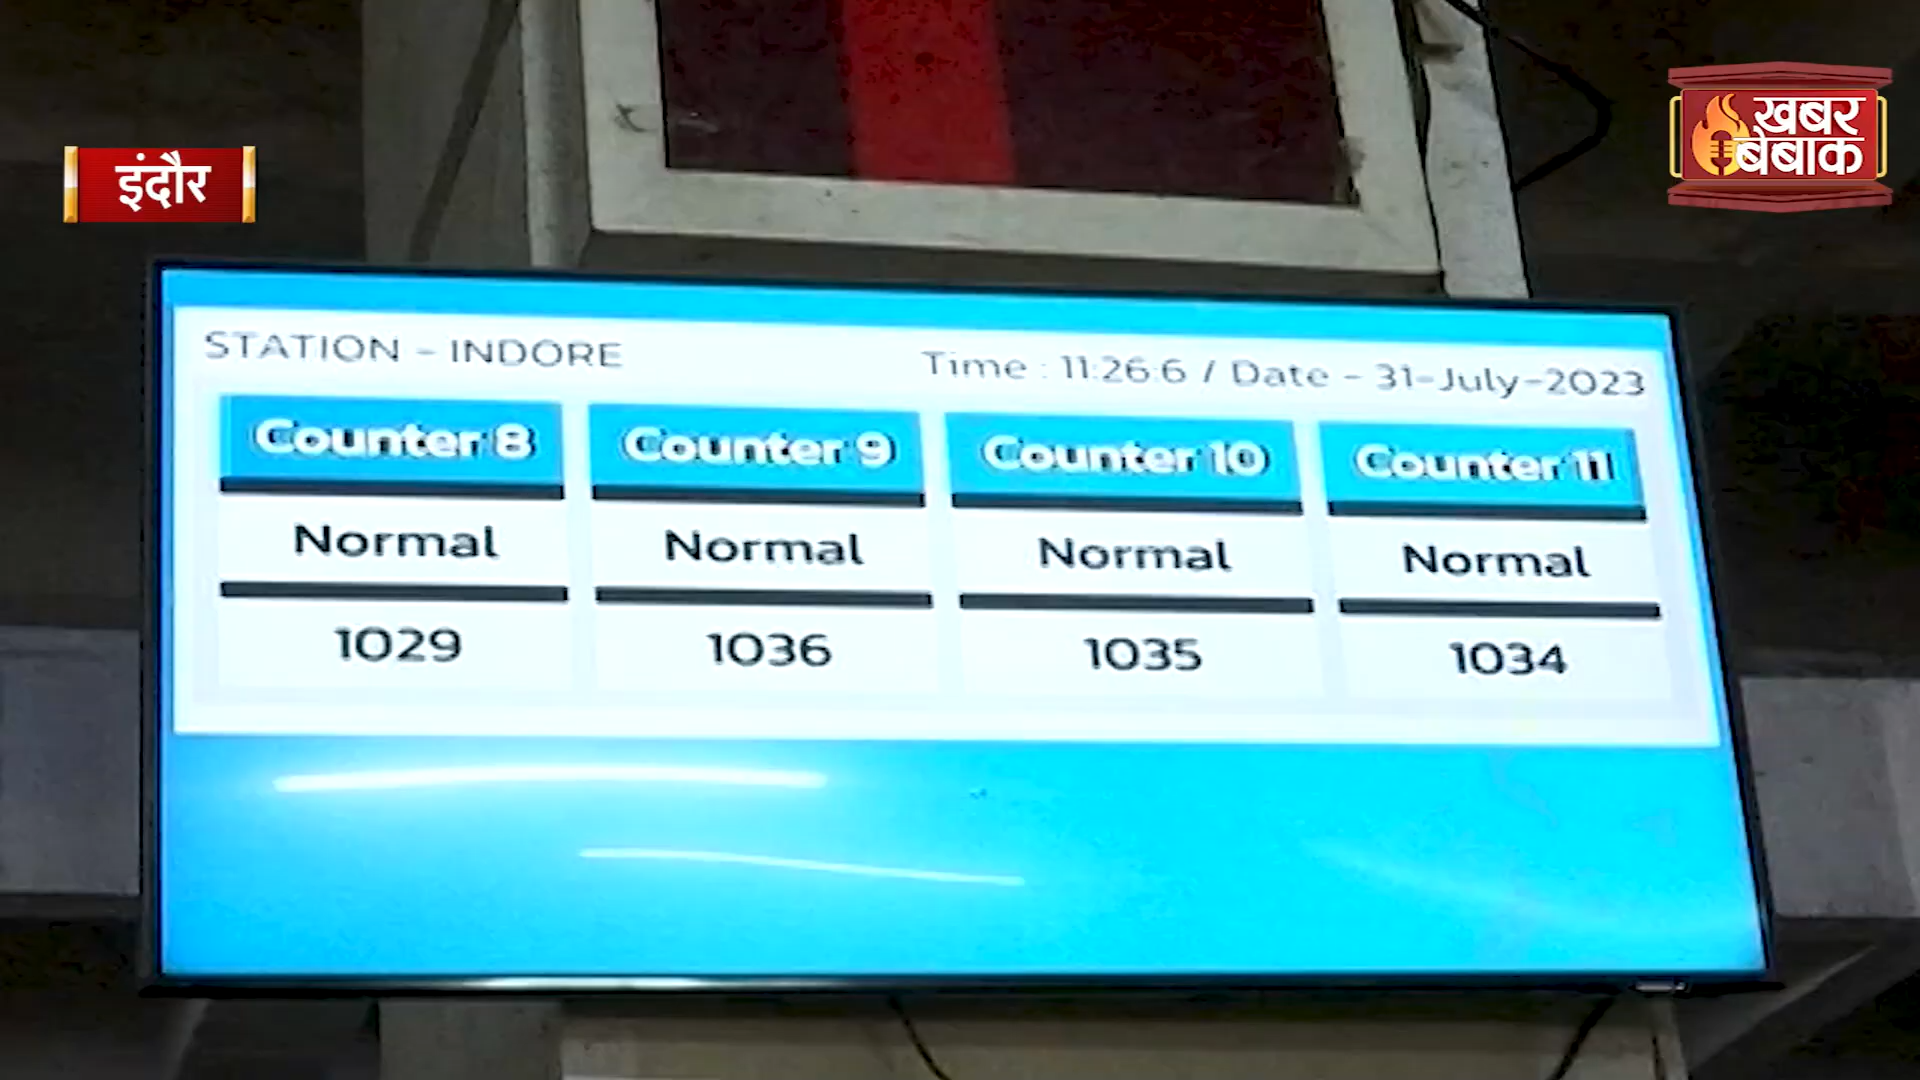 इंदौर
खबर
बेबाक
STATION - INDORE
Time : 11:26:6 / Date - 31-July-2023
Counter 8 Counter 9 Counter 10 Counter 11
Normal Normal Normal Normal
1029 1036 1035 1034